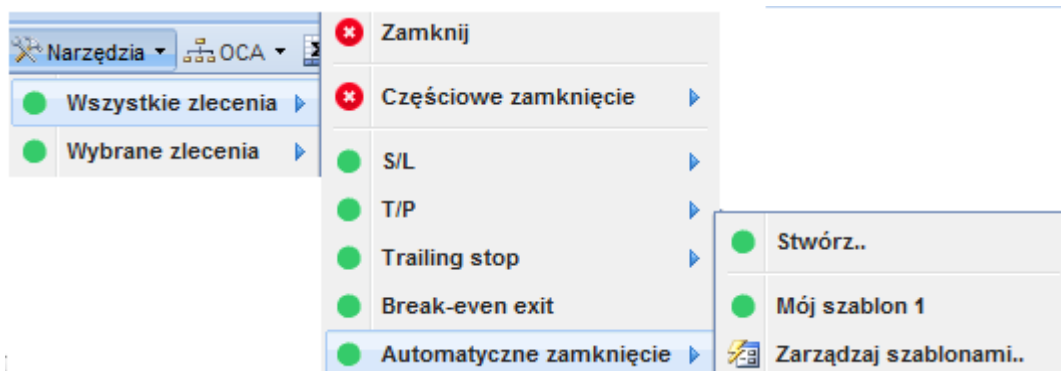 Narzędzia
OCA
Wszystkie zlecenia
Wybrane zlecenia
Zamknij
Częściowe zamknięcie
S/L
T/P
Trailing stop
Break-even exit
Automatyczne zamknięcie
Stwórz..
Mój szablon 1
Zarządzaj szablonami..